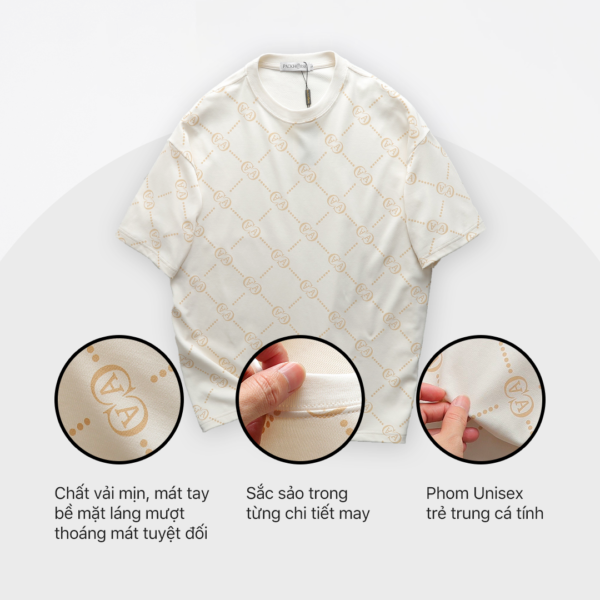 Chất vải mịn, mát tay
bề mặt láng mượt
thoáng mát tuyệt đối
Sắc sảo trong
từng chi tiết may
Phom Unisex
trẻ trung cá tính